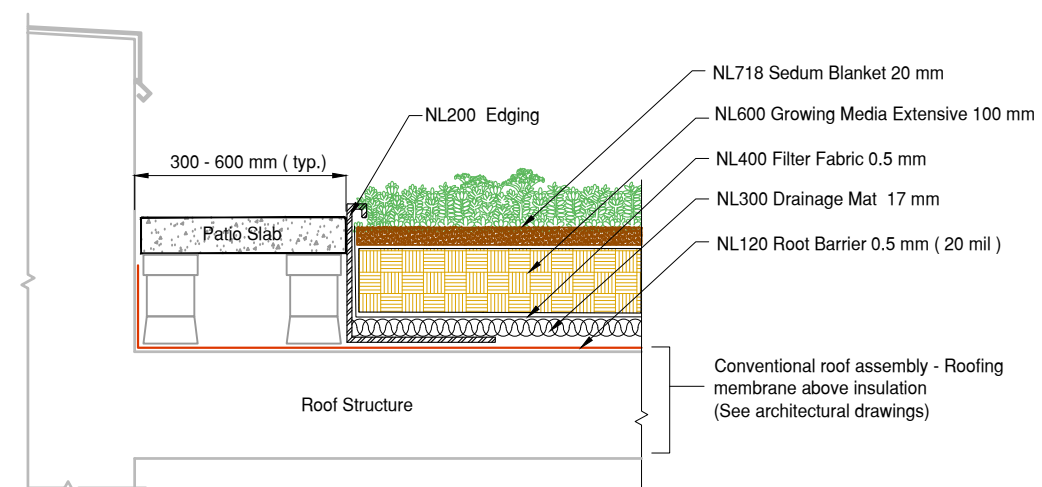 NL718 Sedum Blanket 20 mm
NL200 Edging
NL600 Growing Media Extensive 100 mm
300 - 600 mm ( typ.)
NL400 Filter Fabric 0.5 mm
NL300 Drainage Mat 17 mm
Patio Slab
NL120 Root Barrier 0.5 mm ( 20 mil )
Conventional roof assembly - Roofing
membrane above insulation
(See architectural drawings)
Roof Structure